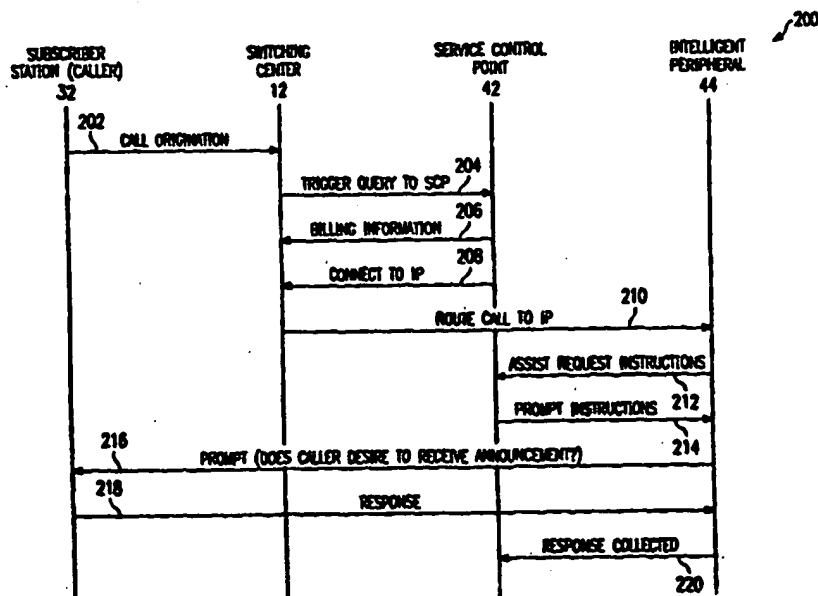 200
SUBSCRIBER
STATION (CALLER)
32
SWITCHING
CENTER
12
SERVICE CONTROL
POINT
42
INTELLIGENT
PERIPHERAL
44
202
CALL ORIGINATION
TRIGGER QUERY TO SCP
204
BILLING INFORMATION
206
CONNECT TO IP
208
ROUTE CALL TO IP
210
ASSIST REQUEST INSTRUCTIONS
212
PROMPT INSTRUCTIONS
214
216
PROMPT (DOES CALLER DESIRE TO RECEIVE ANNOUNCEMENT?)
218
RESPONSE
RESPONSE COLLECTED
220